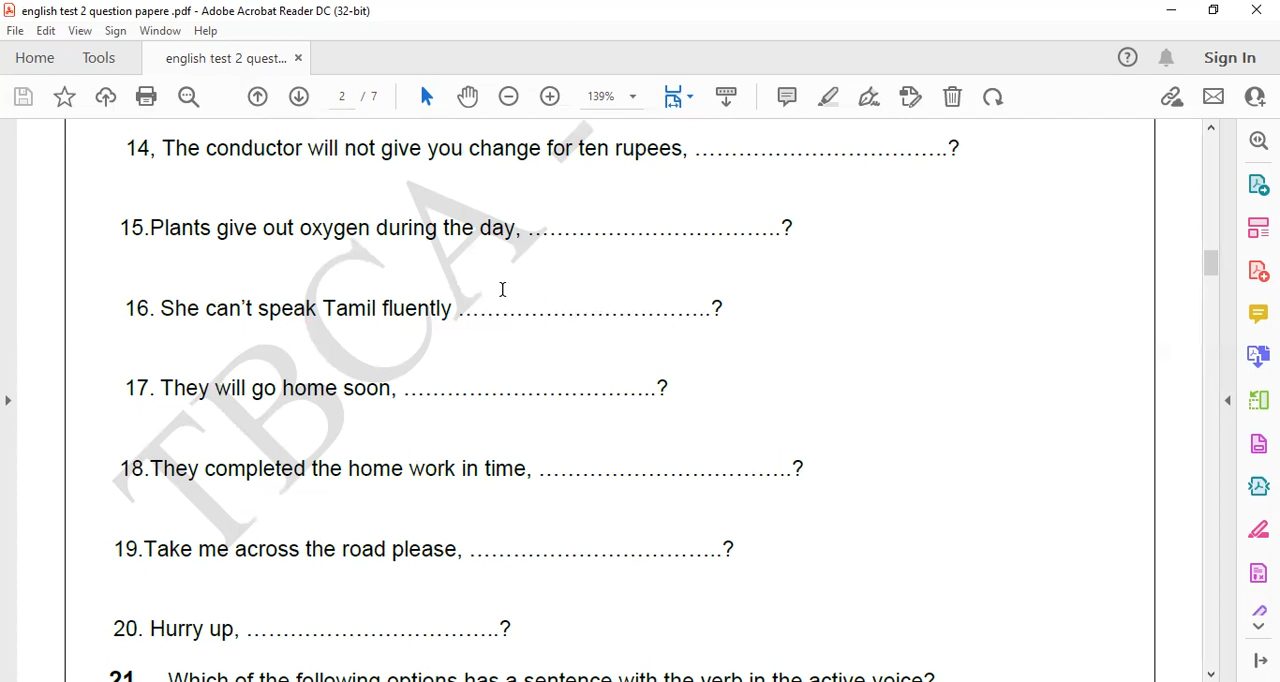 english test 2 question papere .pdf - Adobe Acrobat Reader DC (32-bit)
File Edit View Sign Window Help
Home Tools english test 2 quest... × Sign In
2 / 7 139%
14, The conductor will not give you change for ten rupees, ……………………………..?
15.Plants give out oxygen during the day, ……………………………..?
16. She can’t speak Tamil fluently ……………………………..?
17. They will go home soon, ……………………………..?
18.They completed the home work in time, ……………………………..?
19.Take me across the road please, ……………………………..?
20. Hurry up, ……………………………..?
21. Which of the following options has a sentence with the verb in the active voice?
TBCA -